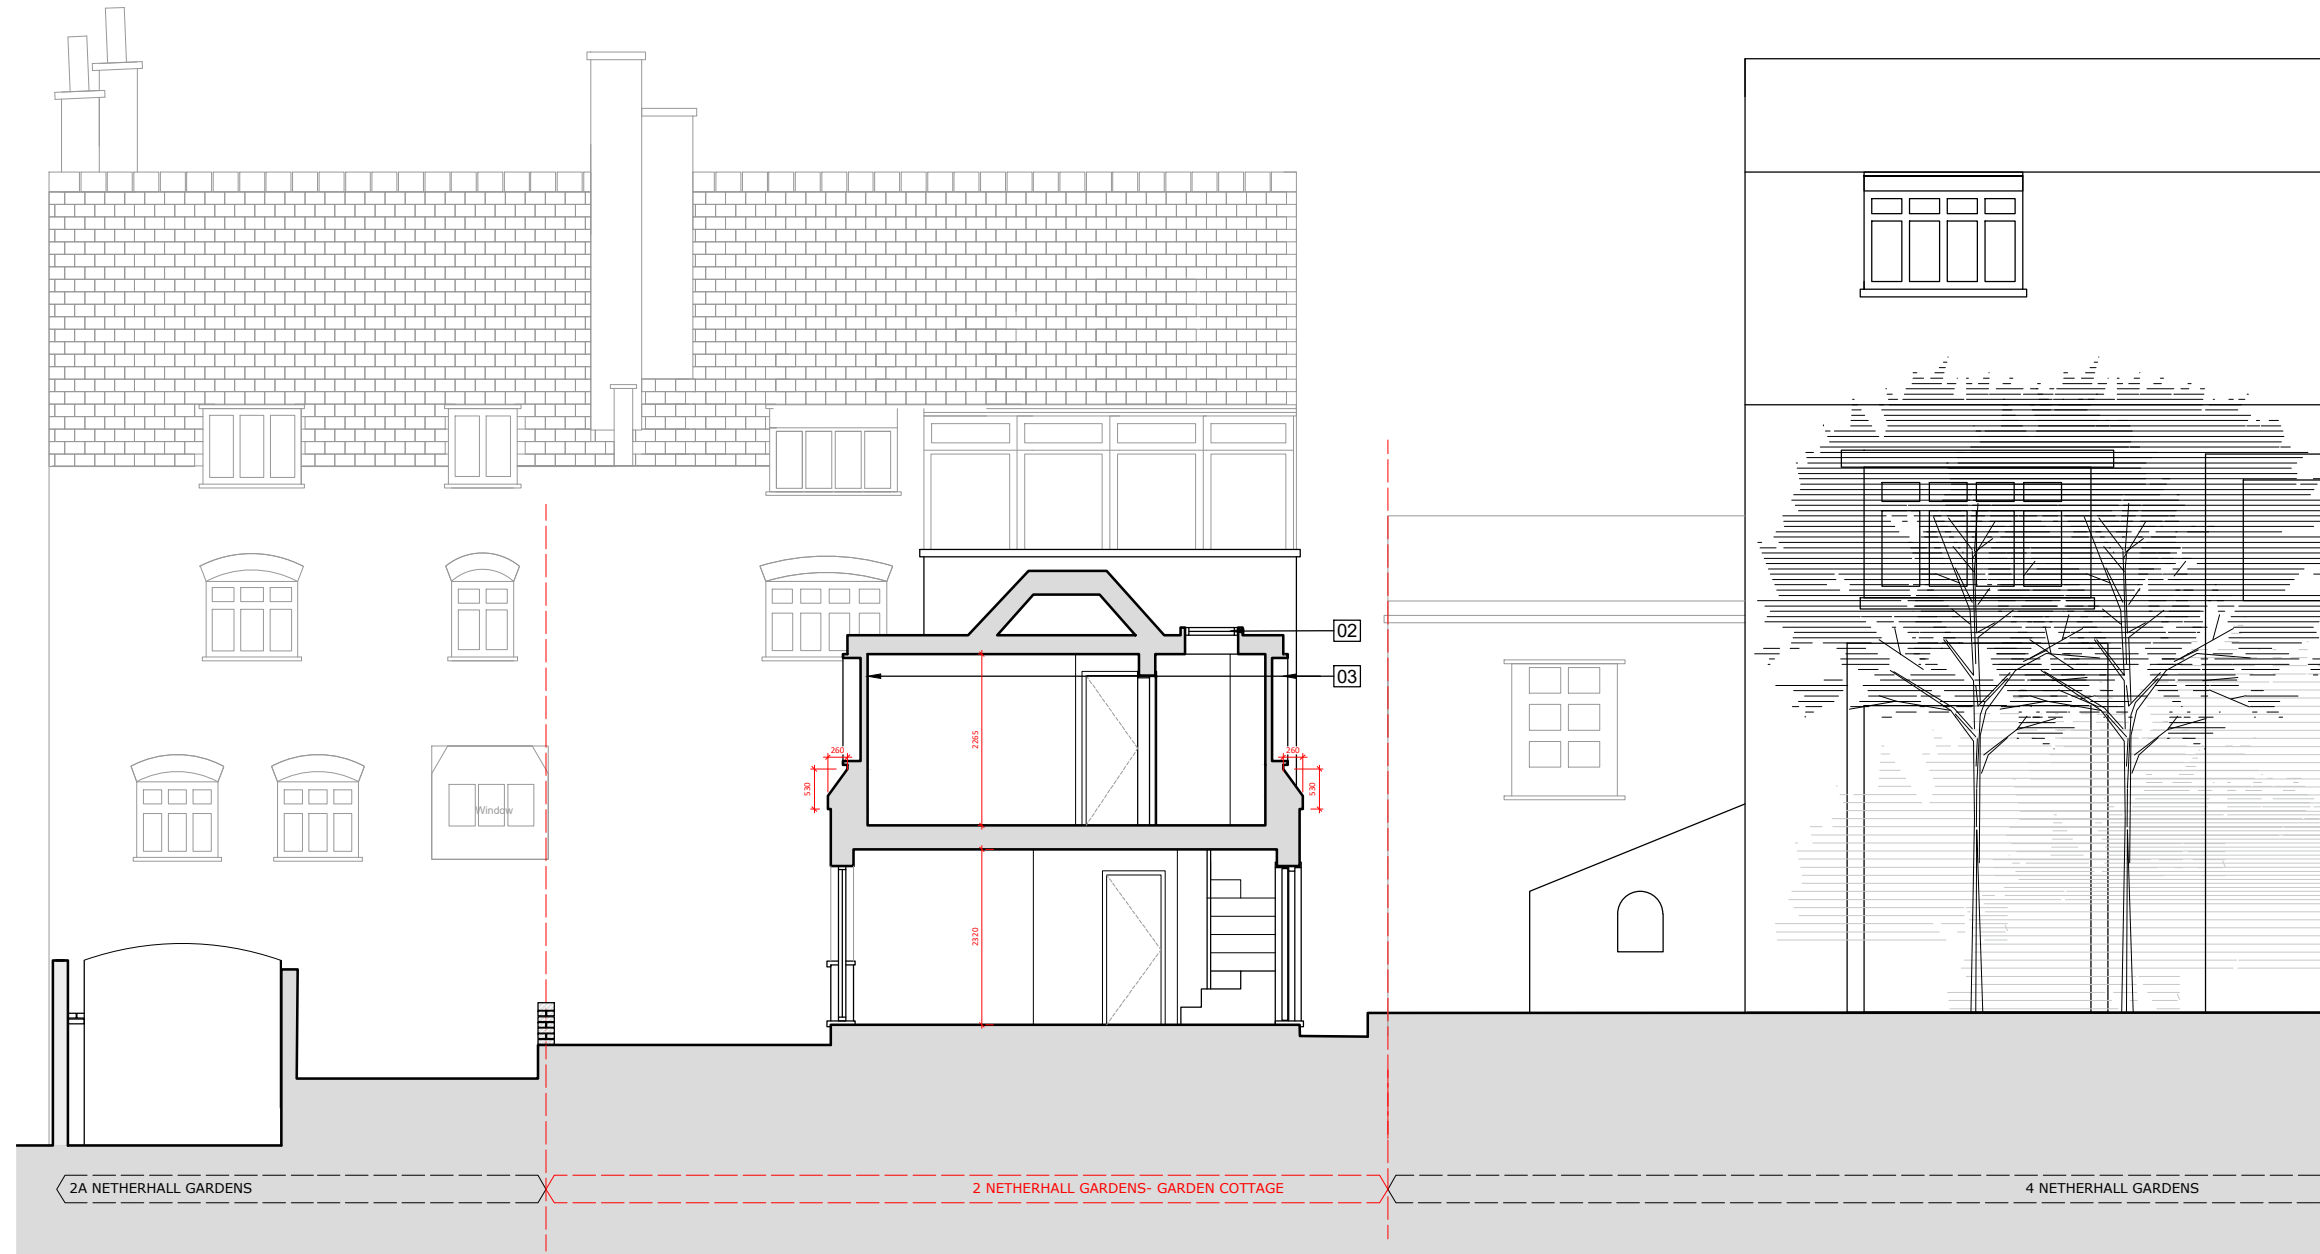 02
03
2265
260
260
530
530
Window
2320
2A NETHERHALL GARDENS
2 NETHERHALL GARDENS- GARDEN COTTAGE
4 NETHERHALL GARDENS